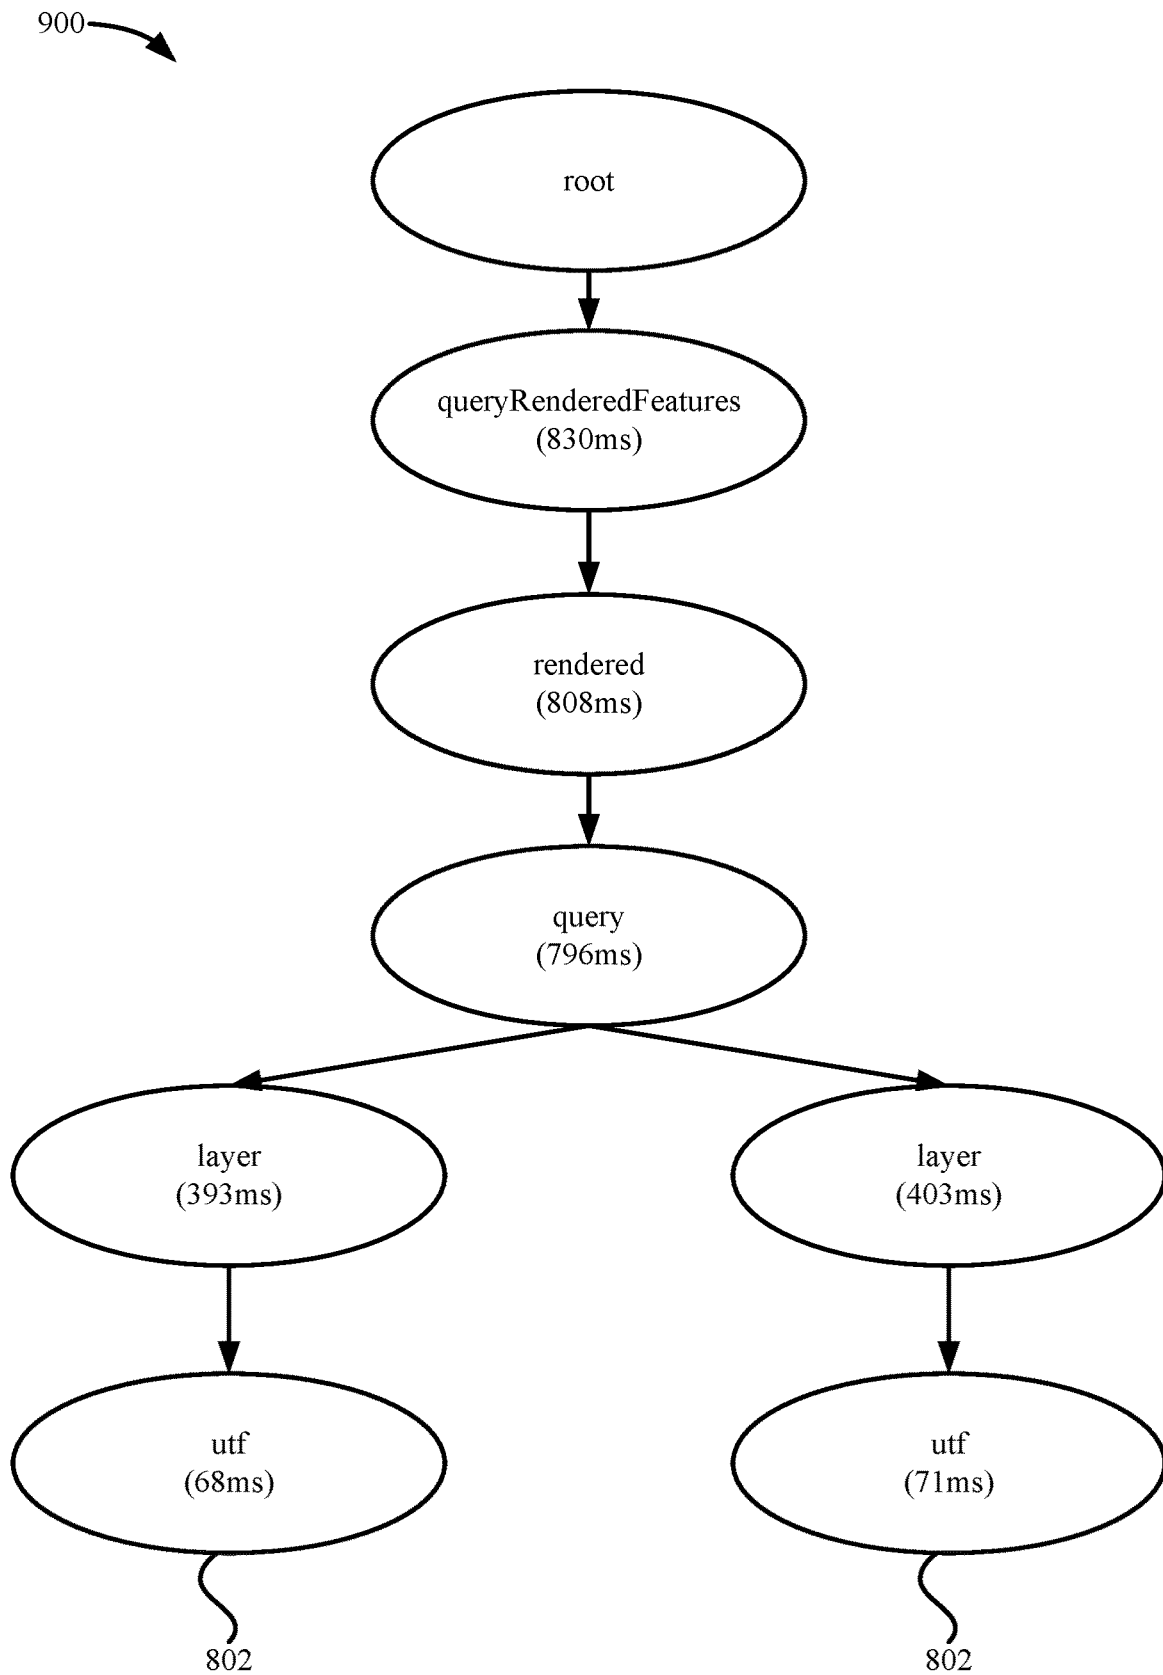 900
root
queryRenderedFeatures
(830ms)
rendered
(808ms)
query
(796ms)
layer
(393ms)
layer
(403ms)
utf
(68ms)
utf
(71ms)
802
802